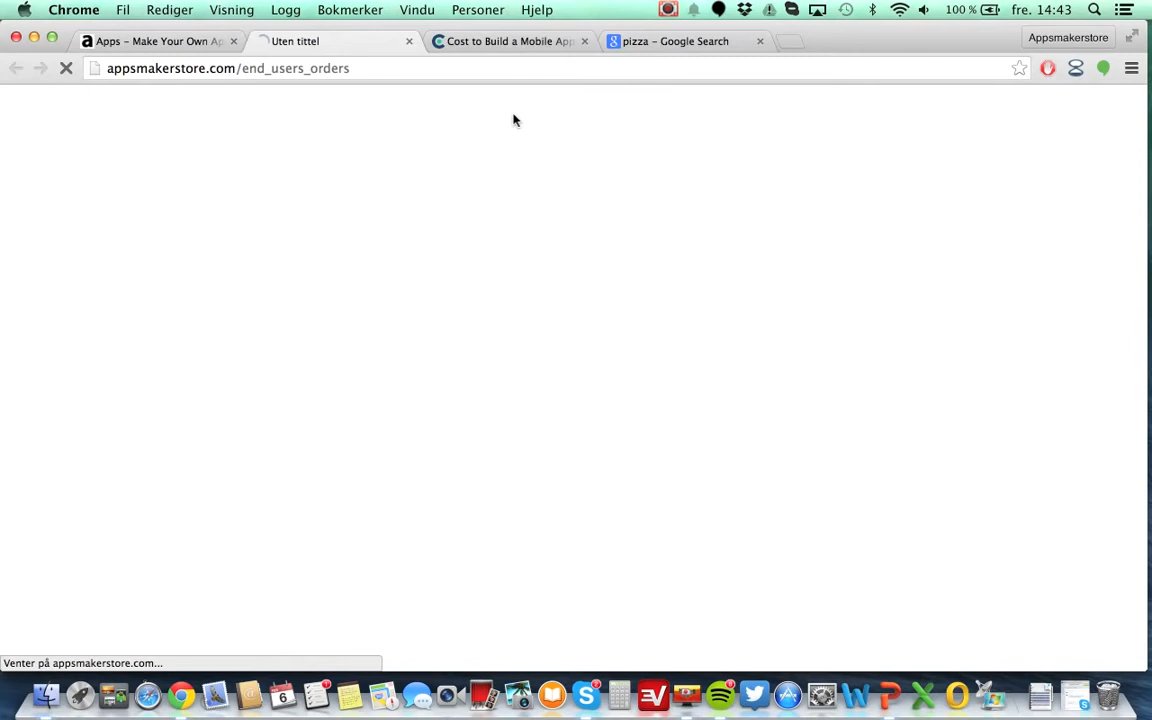 Chrome Fil Rediger Visning Logg Bokmerker Vindu Personer Hjelp 100 % fre. 14:43
Apps – Make Your Own Ap Uten tittel Cost to Build a Mobile App pizza – Google Search Appsmakerstore
appsmakerstore.com/end_users_orders
Venter på appsmakerstore.com...